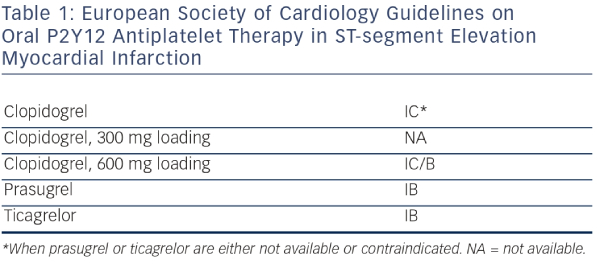 Table 1: European Society of Cardiology Guidelines on
Oral P2Y12 Antiplatelet Therapy in ST-segment Elevation
Myocardial Infarction
Clopidogrel IC*
Clopidogrel, 300 mg loading NA
Clopidogrel, 600 mg loading IC/B
Prasugrel IB
Ticagrelor IB
*When prasugrel or ticagrelor are either not available or contraindicated. NA = not available.